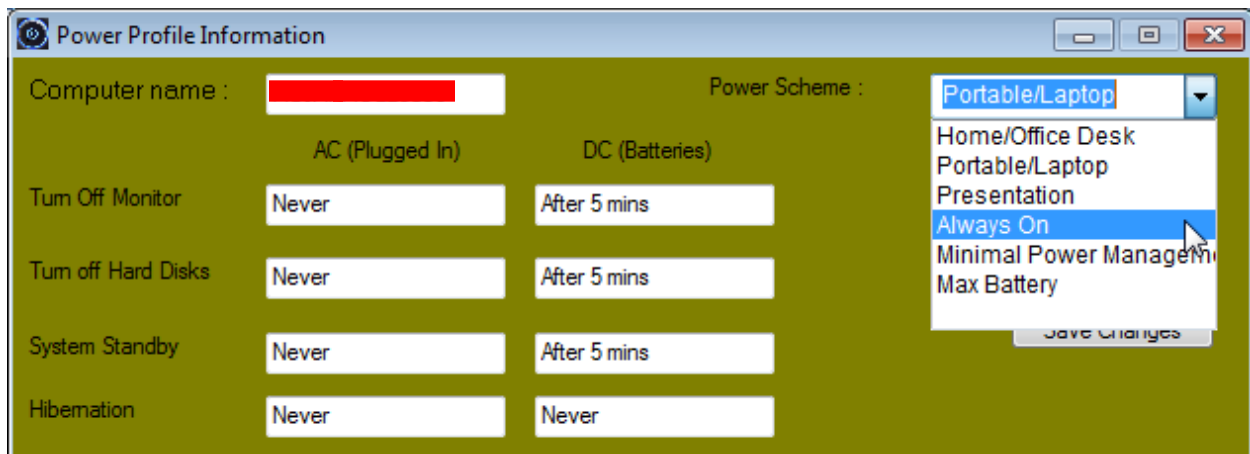 Power Profile Information
Computer name :
Power Scheme :
Portable/Laptop
Home/Office Desk
Portable/Laptop
Presentation
Always On
Minimal Power Manageme
Max Battery
Save Changes
AC (Plugged In) DC (Batteries)
Turn Off Monitor Never After 5 mins
Turn off Hard Disks Never After 5 mins
System Standby Never After 5 mins
Hibernation Never Never